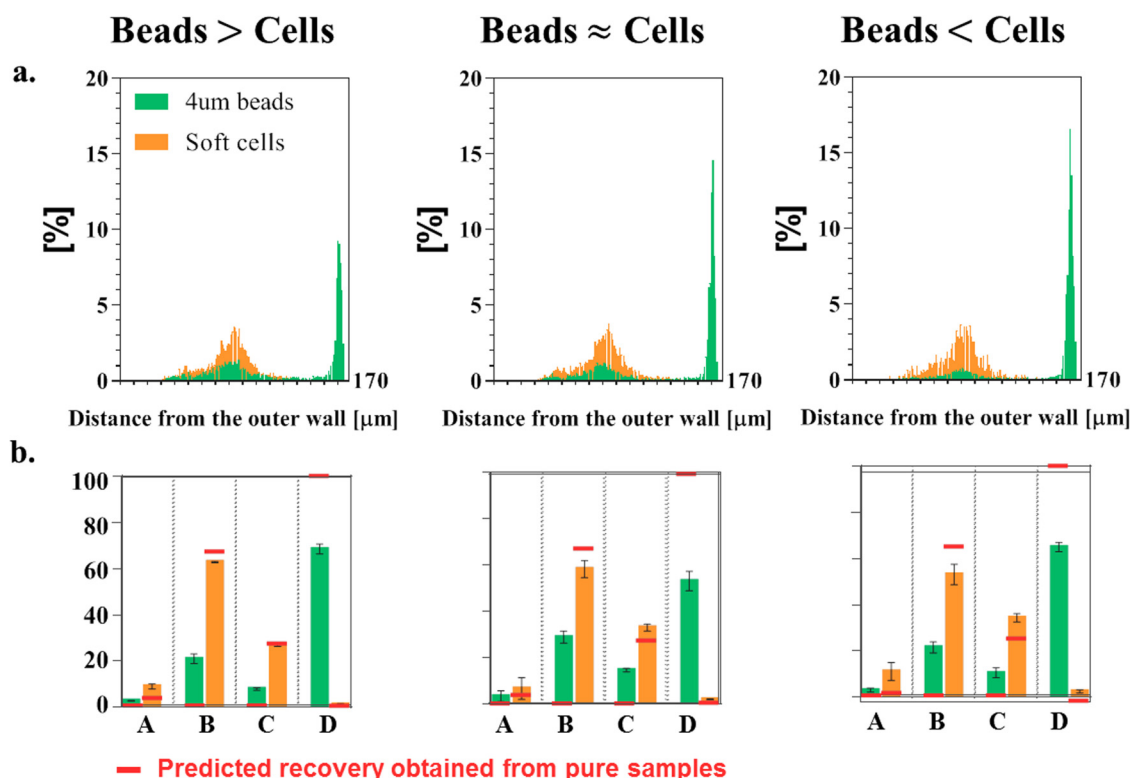 Beads > Cells
Beads ≈ Cells
Beads < Cells
a.
20
15
10
5
0
[%]
4um beads
Soft cells
170
Distance from the outer wall [μm]
20
15
10
5
0
[%]
170
Distance from the outer wall [μm]
20
15
10
5
0
[%]
170
Distance from the outer wall [μm]
b.
100
80
60
40
20
0
A B C D
A B C D
A B C D
Predicted recovery obtained from pure samples